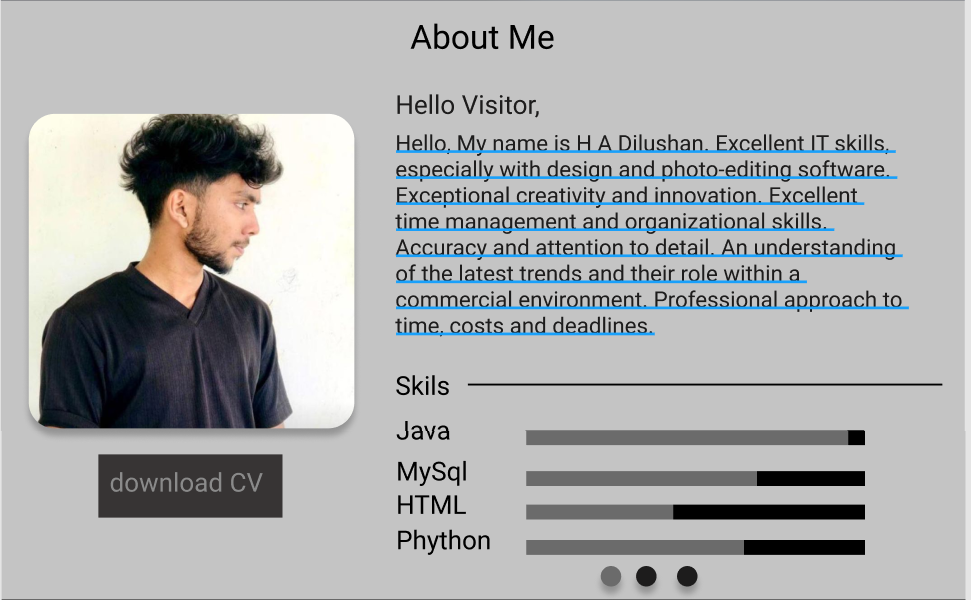 About Me
Hello Visitor,
Hello, My name is H A Dilushan. Excellent IT skills,
especially with design and photo-editing software.
Exceptional creativity and innovation. Excellent
time management and organizational skills.
Accuracy and attention to detail. An understanding
of the latest trends and their role within a
commercial environment. Professional approach to
time, costs and deadlines.
Skils
Java
MySql
HTML
Phython
download CV